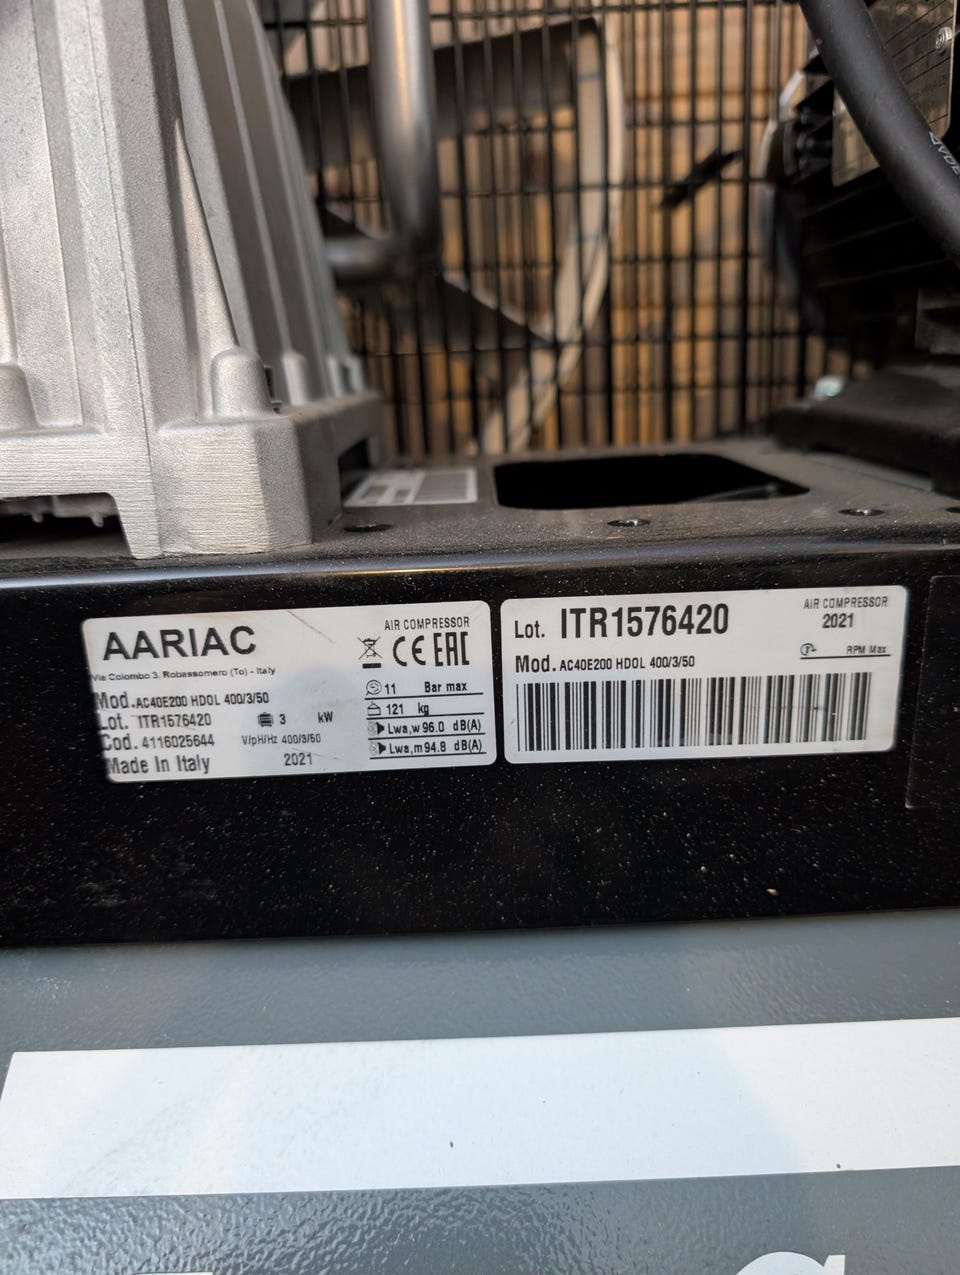 AARIAC
AIR COMPRESSOR
CE EAC
Via Colombo 3, Robassomero (To) - Italy
Mod. AC40E200 HDOL 400/3/50
Lot. ITR1576420
3 kW
Cod. 4116025644
V/pH/Hz 400/3/50
Made In Italy
2021
11 Bar max
121 kg
Lwa,w 96.0 dB(A)
Lwa,m 94.8 dB(A)
Lot. ITR1576420
AIR COMPRESSOR
2021
Mod. AC40E200 HDOL 400/3/50
RPM Max